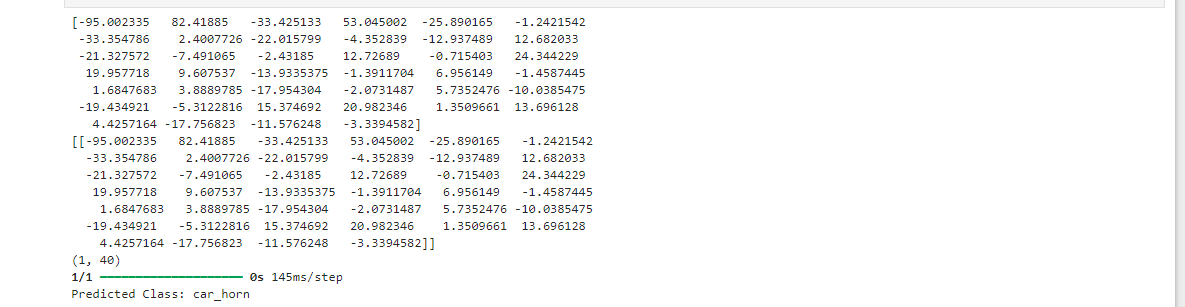 [-95.002335 82.41885 -33.425133 53.045002 -25.890165 -1.2421542
-33.354786 2.4007726 -22.015799 -4.352839 -12.937489 12.682033
-21.327572 -7.491065 -2.43185 12.72689 -0.715403 24.344229
19.957718 9.607537 -13.9335375 -1.3911704 6.956149 -1.4587445
1.6847683 3.8889785 -17.954304 -2.0731487 5.7352476 -10.0385475
-19.434921 -5.3122816 15.374692 20.982346 1.3509661 13.696128
4.4257164 -17.756823 -11.576248 -3.3394582]
[[-95.002335 82.41885 -33.425133 53.045002 -25.890165 -1.2421542
-33.354786 2.4007726 -22.015799 -4.352839 -12.937489 12.682033
-21.327572 -7.491065 -2.43185 12.72689 -0.715403 24.344229
19.957718 9.607537 -13.9335375 -1.3911704 6.956149 -1.4587445
1.6847683 3.8889785 -17.954304 -2.0731487 5.7352476 -10.0385475
-19.434921 -5.3122816 15.374692 20.982346 1.3509661 13.696128
4.4257164 -17.756823 -11.576248 -3.3394582]]
(1, 40)
1/1 ━━━━━━━━━━━━━━━━━━━━ 0s 145ms/step
Predicted Class: car_horn